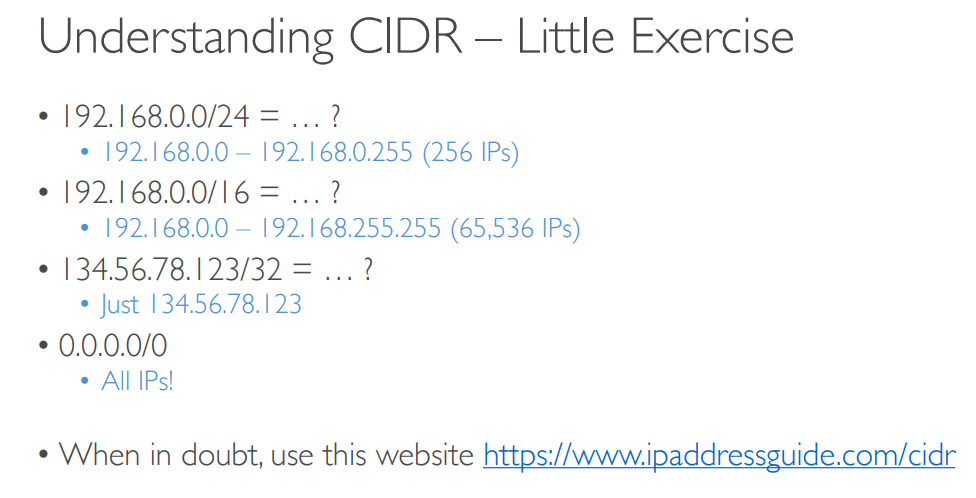 Understanding CIDR – Little Exercise
• 192.168.0.0/24 = … ?
• 192.168.0.0 – 192.168.0.255 (256 IPs)
• 192.168.0.0/16 = … ?
• 192.168.0.0 – 192.168.255.255 (65,536 IPs)
• 134.56.78.123/32 = … ?
• Just 134.56.78.123
• 0.0.0.0/0
• All IPs!
• When in doubt, use this website https://www.ipaddressguide.com/cidr